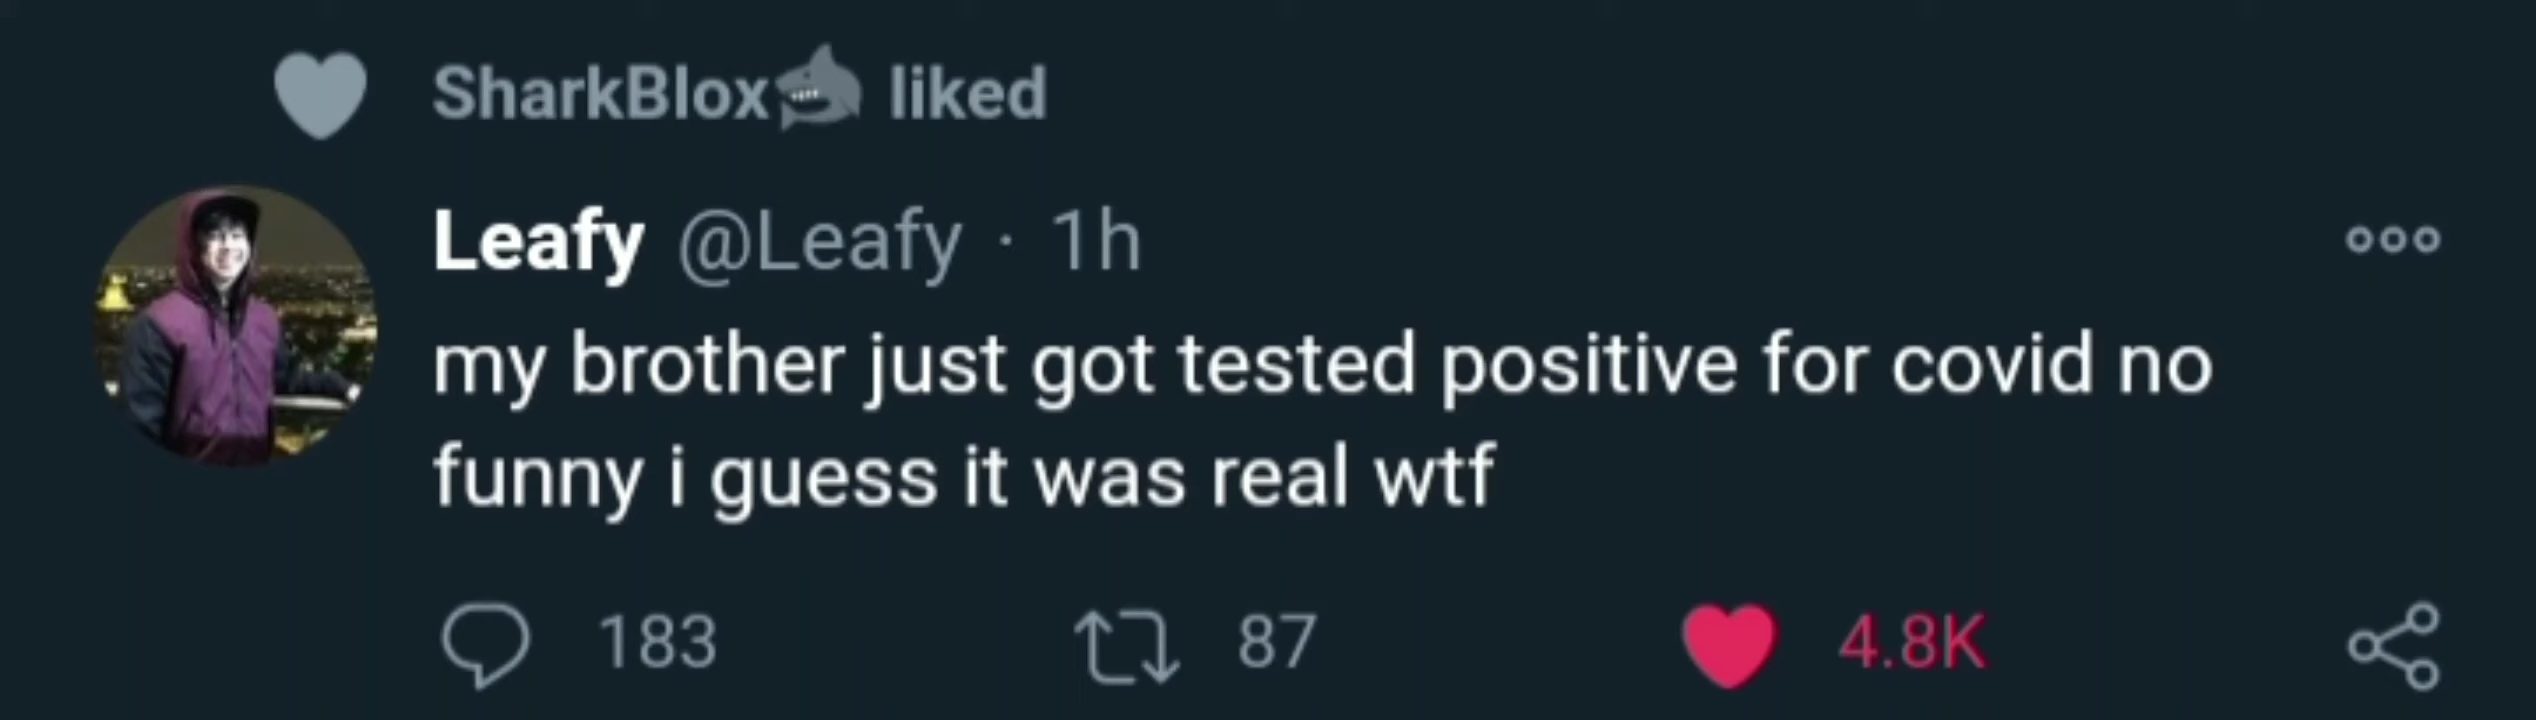 SharkBlox🦈 liked
Leafy @Leafy · 1h
my brother just got tested positive for covid no
funny i guess it was real wtf
183 87 4.8K